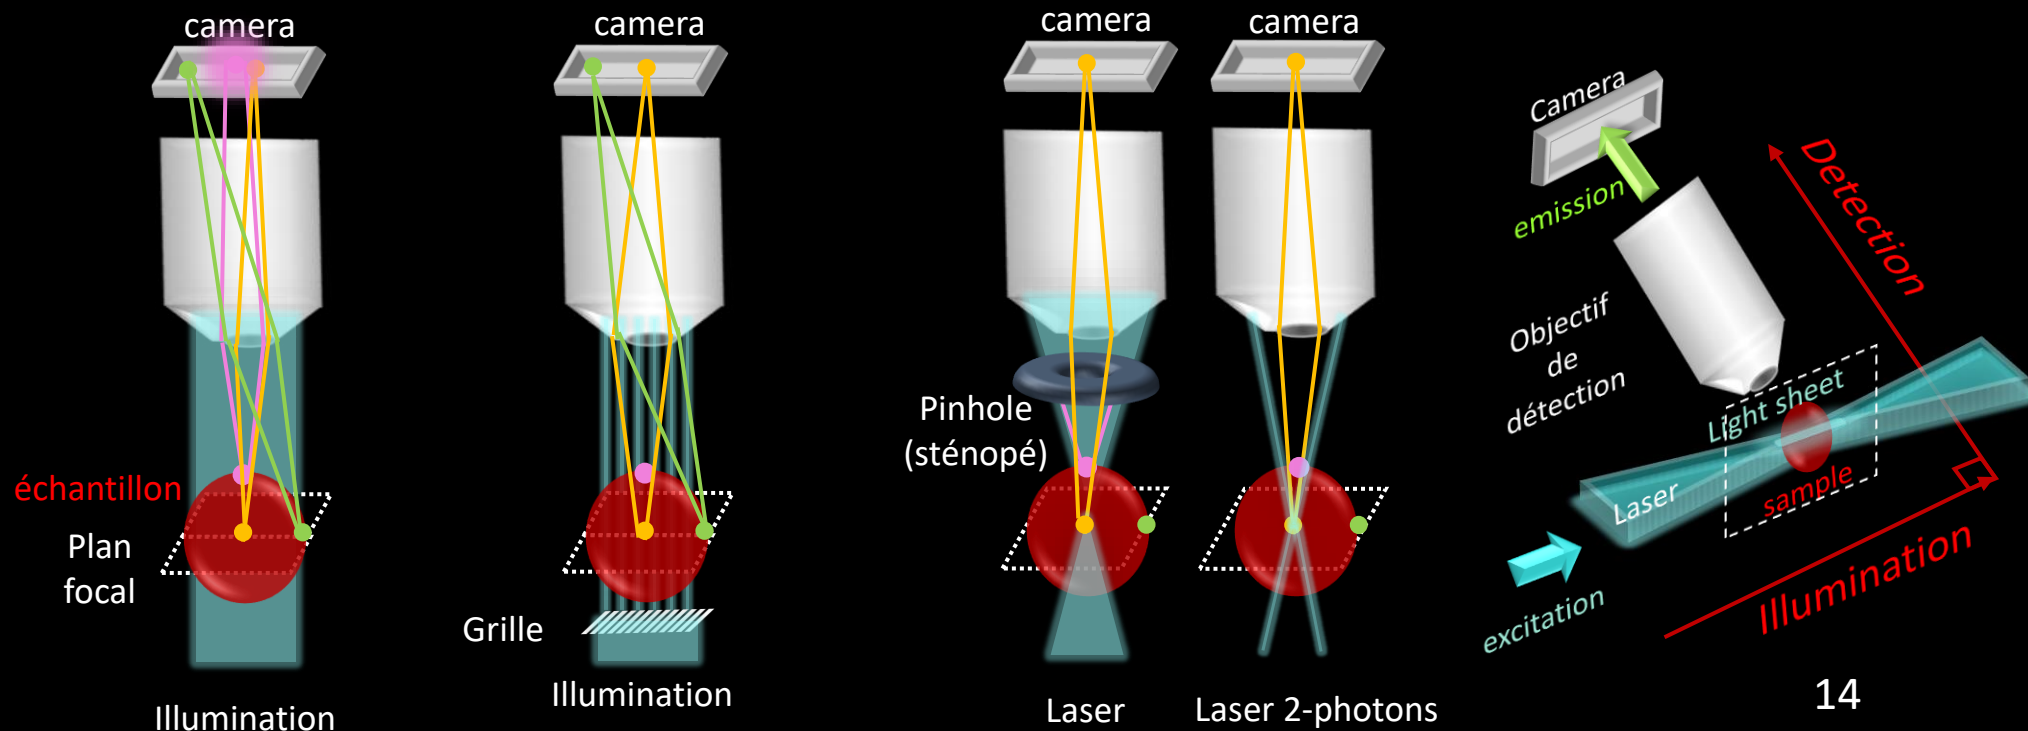 camera
échantillon
Plan
focal
Illumination
camera
Grille
Illumination
camera
Pinhole
(sténopé)
Laser
camera
Laser 2-photons
Camera
emission
Detection
Objectif
de
détection
Light sheet
Laser
sample
excitation
Illumination
14